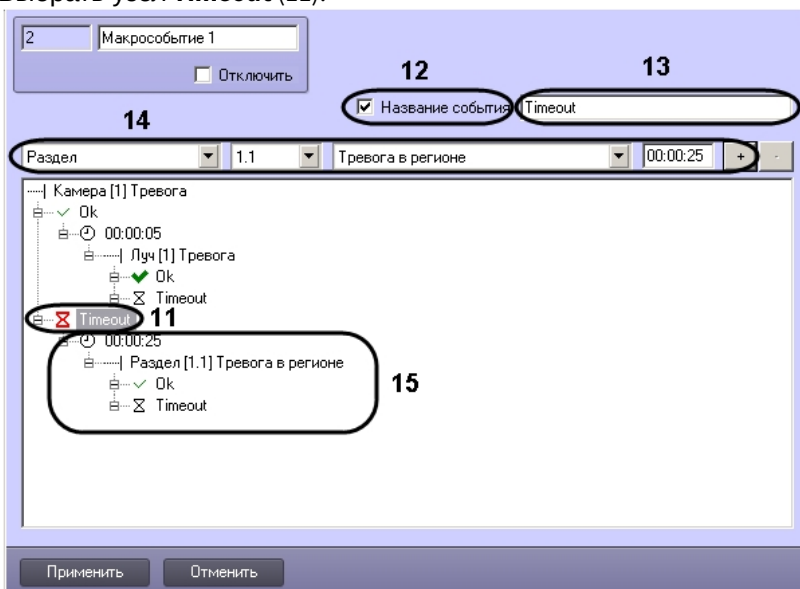 Выбрать узел Timeout (11).
2 Макрособытие 1
Отключить
12 13
Название события Timeout
14
Раздел 1.1 Тревога в регионе 00:00:25 + -
Камера [1] Тревога
Ok
00:00:05
Луч [1] Тревога
Ok
Timeout
Timeout 11
00:00:25
Раздел [1.1] Тревога в регионе
Ok 15
Timeout
Применить Отменить